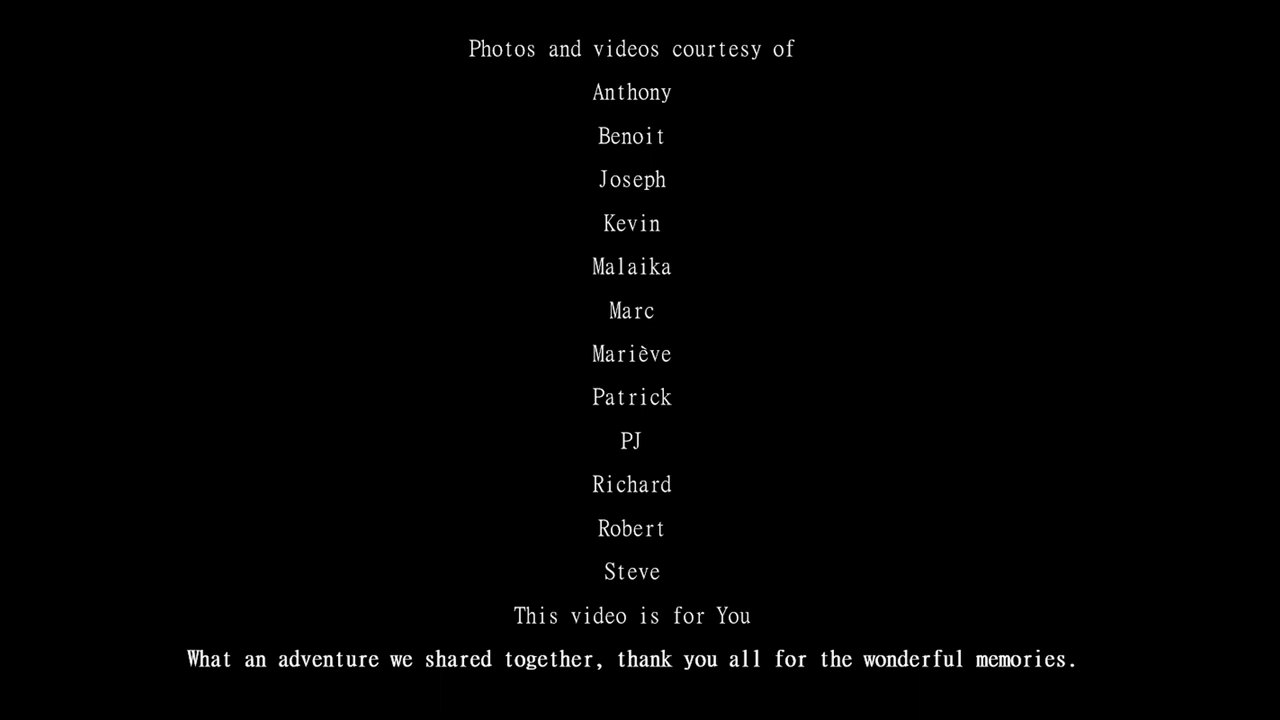 Photos and videos courtesy of
Anthony
Benoit
Joseph
Kevin
Malaika
Marc
Mariève
Patrick
PJ
Richard
Robert
Steve
This video is for You
What an adventure we shared together, thank you all for the wonderful memories.